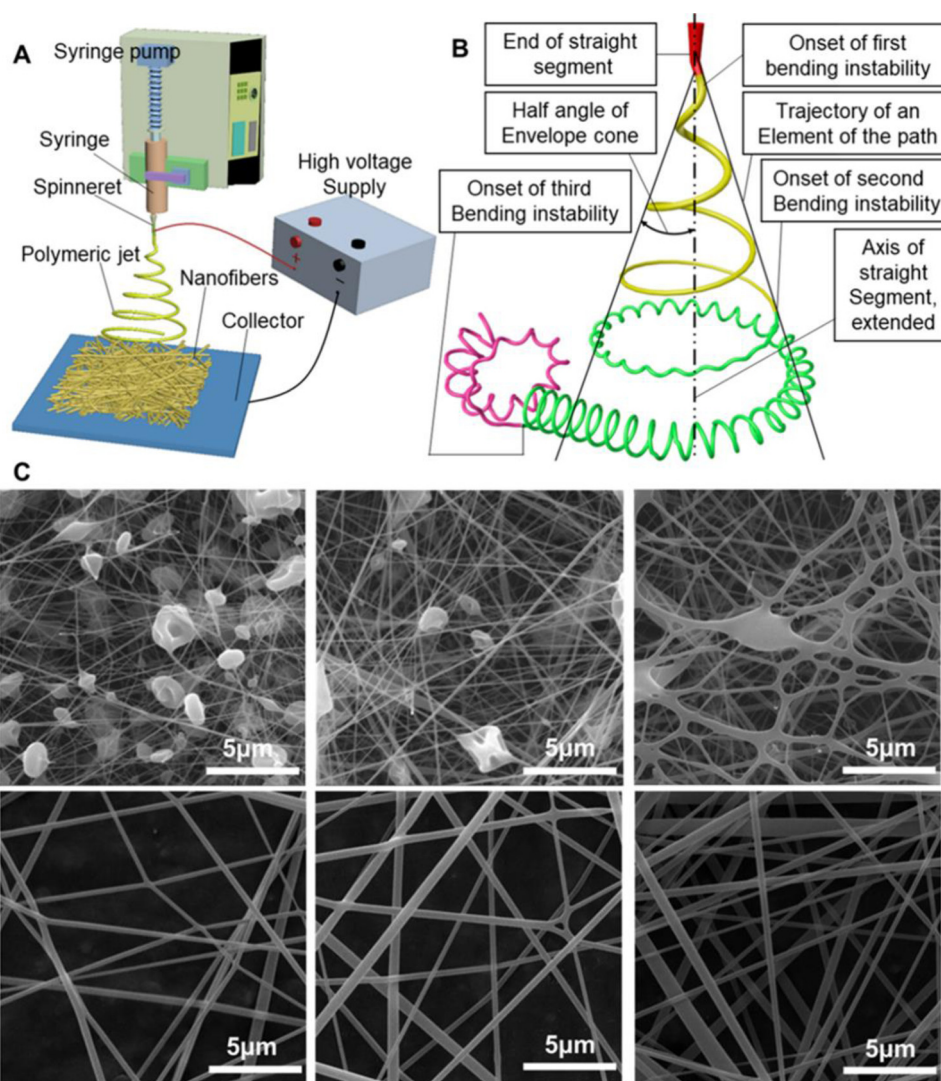 A
Syringe pump
Syringe
Spinneret
Polymeric jet
Nanofibers
Collector
High voltage
Supply
+
−
B
End of straight
segment
Onset of first
bending instability
Half angle of
Envelope cone
Trajectory of an
Element of the path
Onset of third
Bending instability
Onset of second
Bending instability
Axis of
straight
Segment,
extended
C
5μm
5μm
5μm
5μm
5μm
5μm